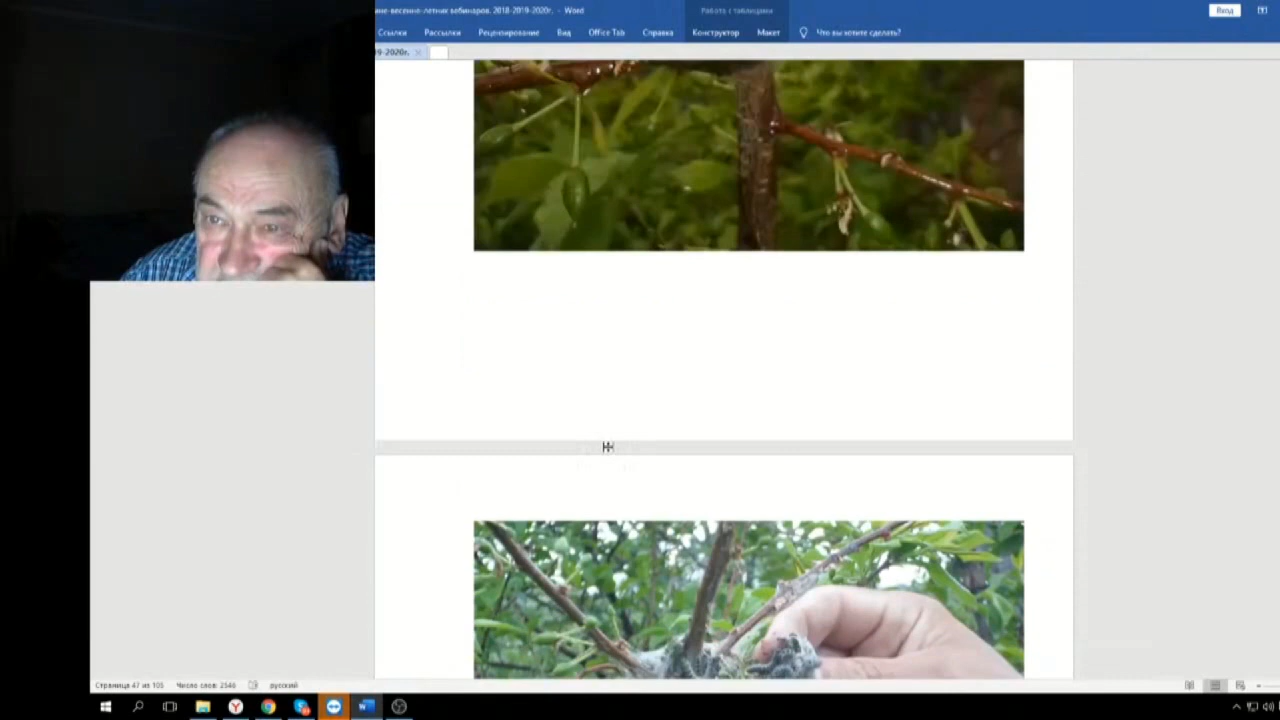 не-весенне-летних вебинаров. 2018-2019-2020г. - Word
Работа с таблицами
Вход
Ссылки Рассылки Рецензирование Вид Office Tab Справка Конструктор Макет Что вы хотите сделать?
19-2020г.
Страница 47 из 105 Число слов: 2546 русский